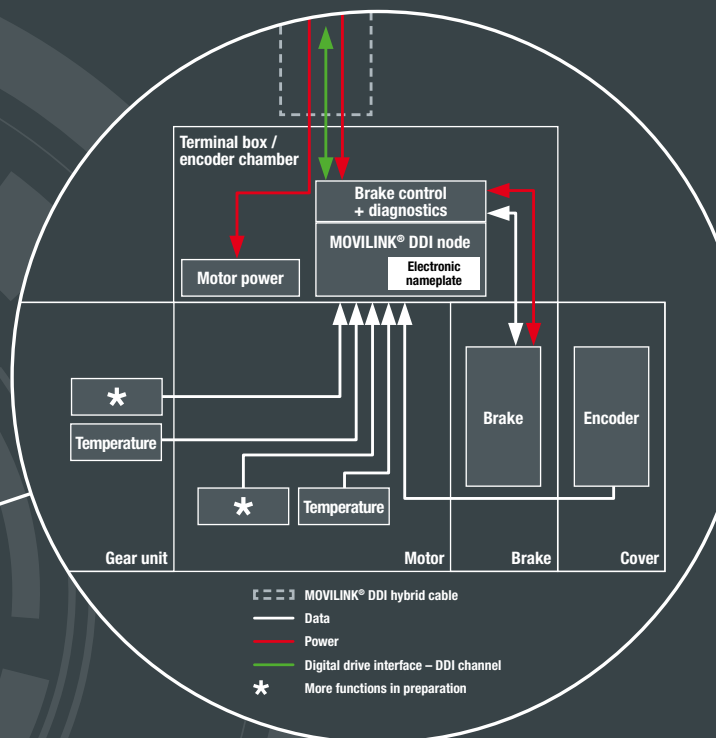 Terminal box /
encoder chamber
Brake control
+ diagnostics
MOVILINK® DDI node
Electronic
nameplate
Motor power
*
Temperature
*
Temperature
Brake
Encoder
Gear unit
Motor
Brake
Cover
MOVILINK® DDI hybrid cable
Data
Power
Digital drive interface – DDI channel
* More functions in preparation